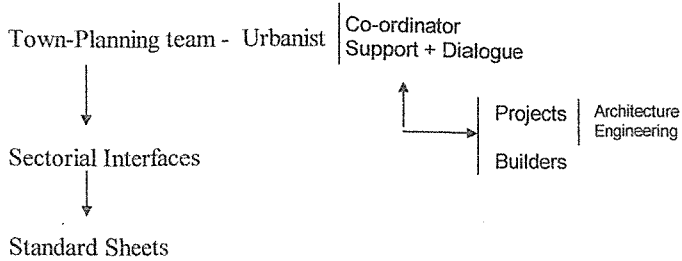 Town-Planning team - Urbanist
Co-ordinator
Support + Dialogue
Projects
Architecture
Engineering
Builders
Sectorial Interfaces
Standard Sheets